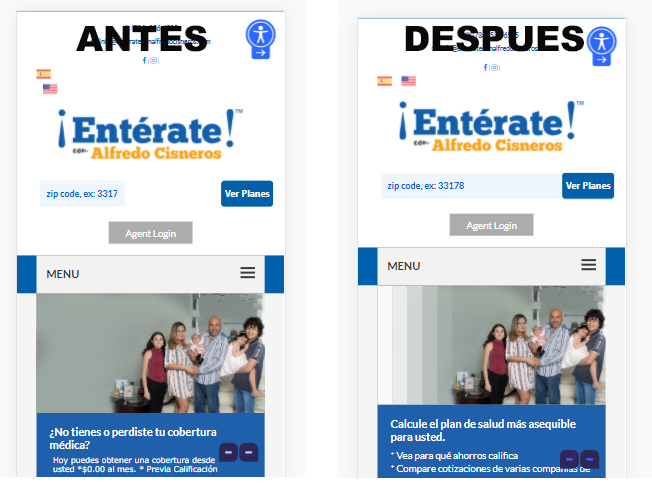 ANTES
¡Entérate!™
con Alfredo Cisneros
zip code, ex: 3317
Ver Planes
Agent Login
MENU
¿No tienes o perdiste tu cobertura
médica?
Hoy puedes obtener una cobertura desde
usted *$0.00 al mes. * Previa Calificación
DESPUES
¡Entérate!™
con Alfredo Cisneros
zip code, ex: 33178
Ver Planes
Agent Login
MENU
Calcule el plan de salud más asequible
para usted.
* Vea para qué ahorros califica
* Compare cotizaciones de varias compañías de